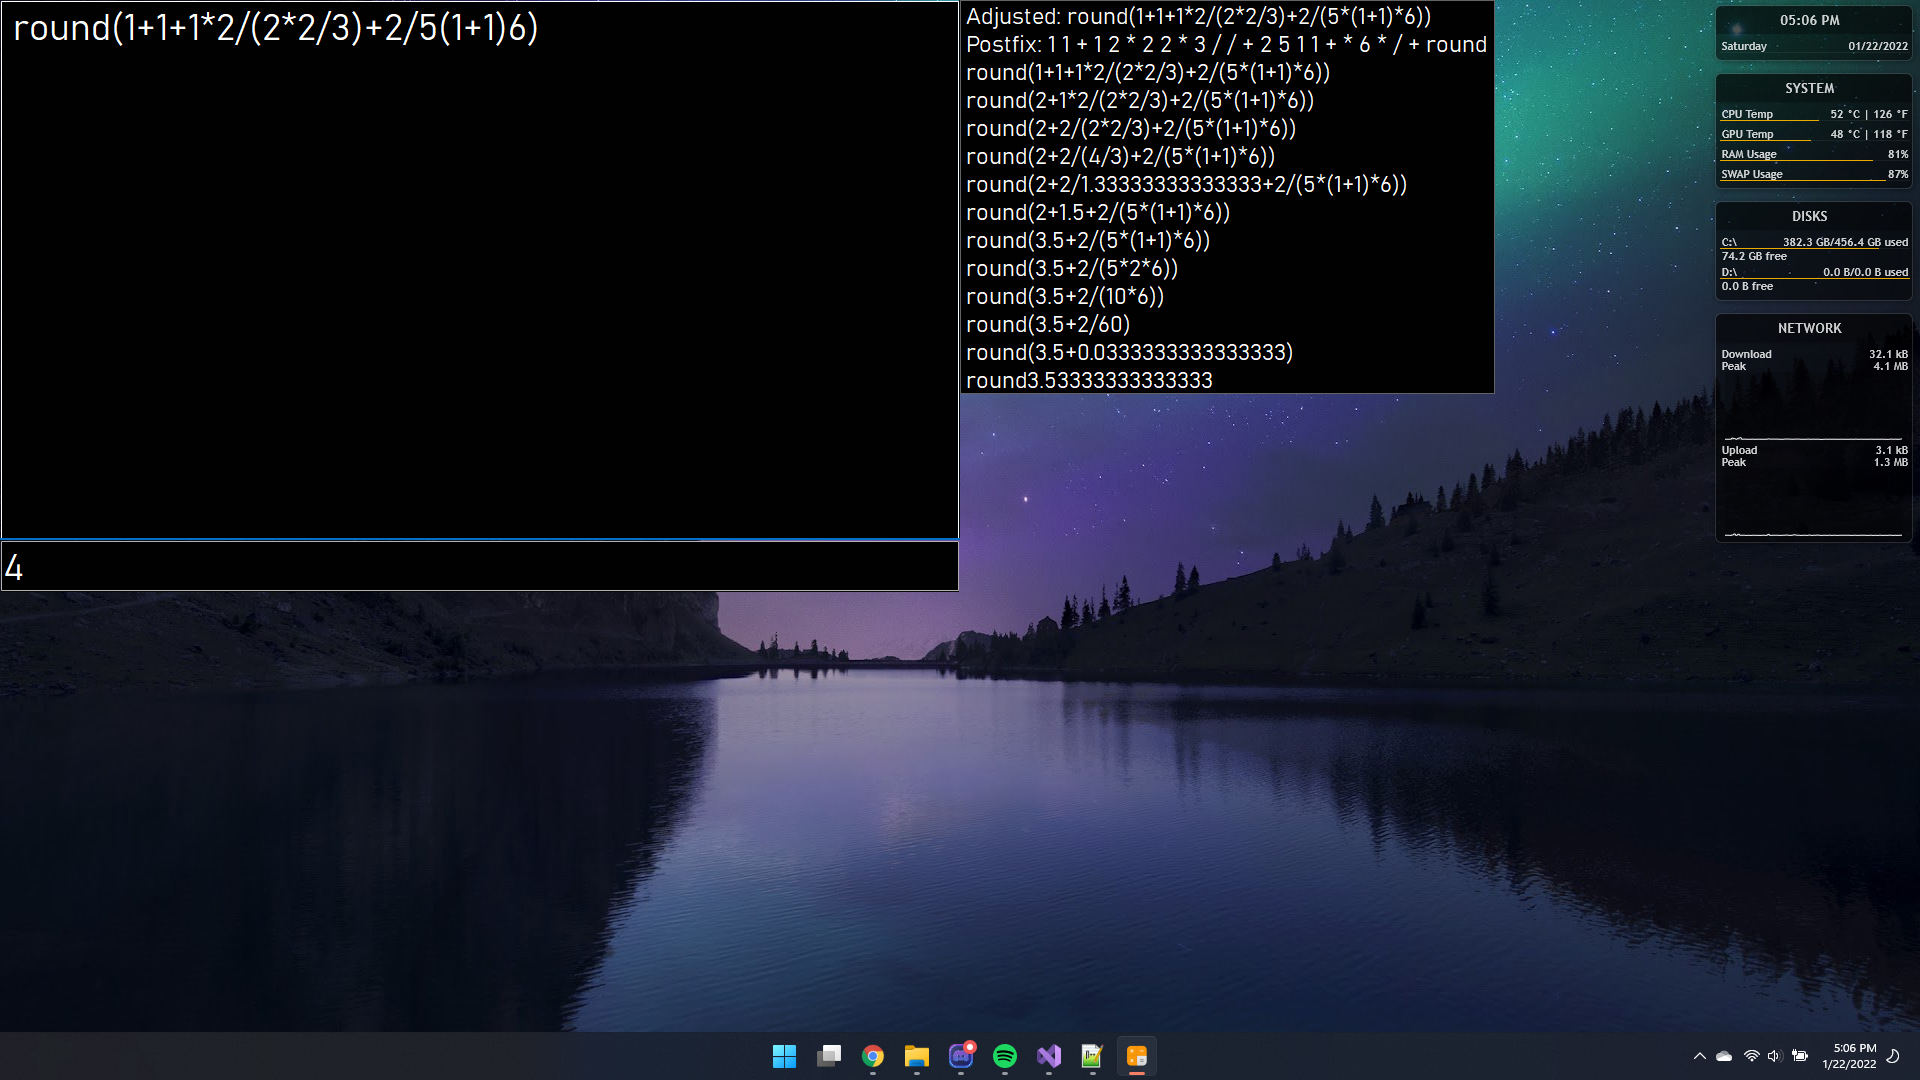 round(1+1+1*2/(2*2/3)+2/5(1+1)6)
4
Adjusted: round(1+1+1*2/(2*2/3)+2/(5*(1+1)*6))
Postfix: 1 1 + 1 2 * 2 2 * 3 / / + 2 5 1 1 + * 6 * / + round
round(1+1+1*2/(2*2/3)+2/(5*(1+1)*6))
round(2+1*2/(2*2/3)+2/(5*(1+1)*6))
round(2+2/(2*2/3)+2/(5*(1+1)*6))
round(2+2/(4/3)+2/(5*(1+1)*6))
round(2+2/1.33333333333333+2/(5*(1+1)*6))
round(2+1.5+2/(5*(1+1)*6))
round(3.5+2/(5*(1+1)*6))
round(3.5+2/(5*2*6))
round(3.5+2/(10*6))
round(3.5+2/60)
round(3.5+0.0333333333333333)
round3.53333333333333
05:06 PM
Saturday 01/22/2022
SYSTEM
CPU Temp 52 °C | 126 °F
GPU Temp 48 °C | 118 °F
RAM Usage 81%
SWAP Usage 87%
DISKS
C:\ 382.3 GB/456.4 GB used
74.2 GB free
D:\ 0.0 B/0.0 B used
0.0 B free
NETWORK
Download 32.1 kB
Peak 4.1 MB
Upload 3.1 kB
Peak 1.3 MB
5:06 PM
1/22/2022